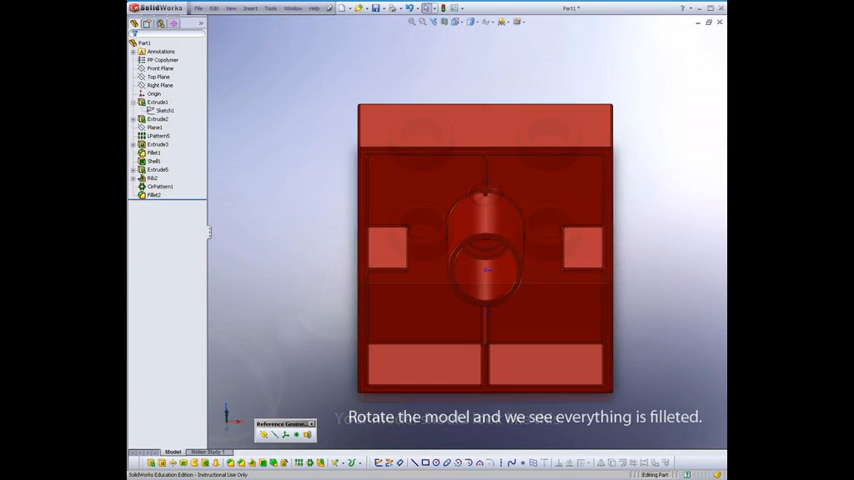 SolidWorks
File Edit View Insert Tools Window Help
Part1 *
Part1
Annotations
PP Copolymer
Front Plane
Top Plane
Right Plane
Origin
Extrude1
Sketch1
Extrude2
Plane1
LPattern5
Extrude3
Fillet1
Shell1
Extrude5
Rib2
CirPattern1
Fillet2
Rotate the model and we see everything is filleted.
Reference Geome...
Model Motion Study 1
SolidWorks Education Edition - Instructional Use Only
Editing Part